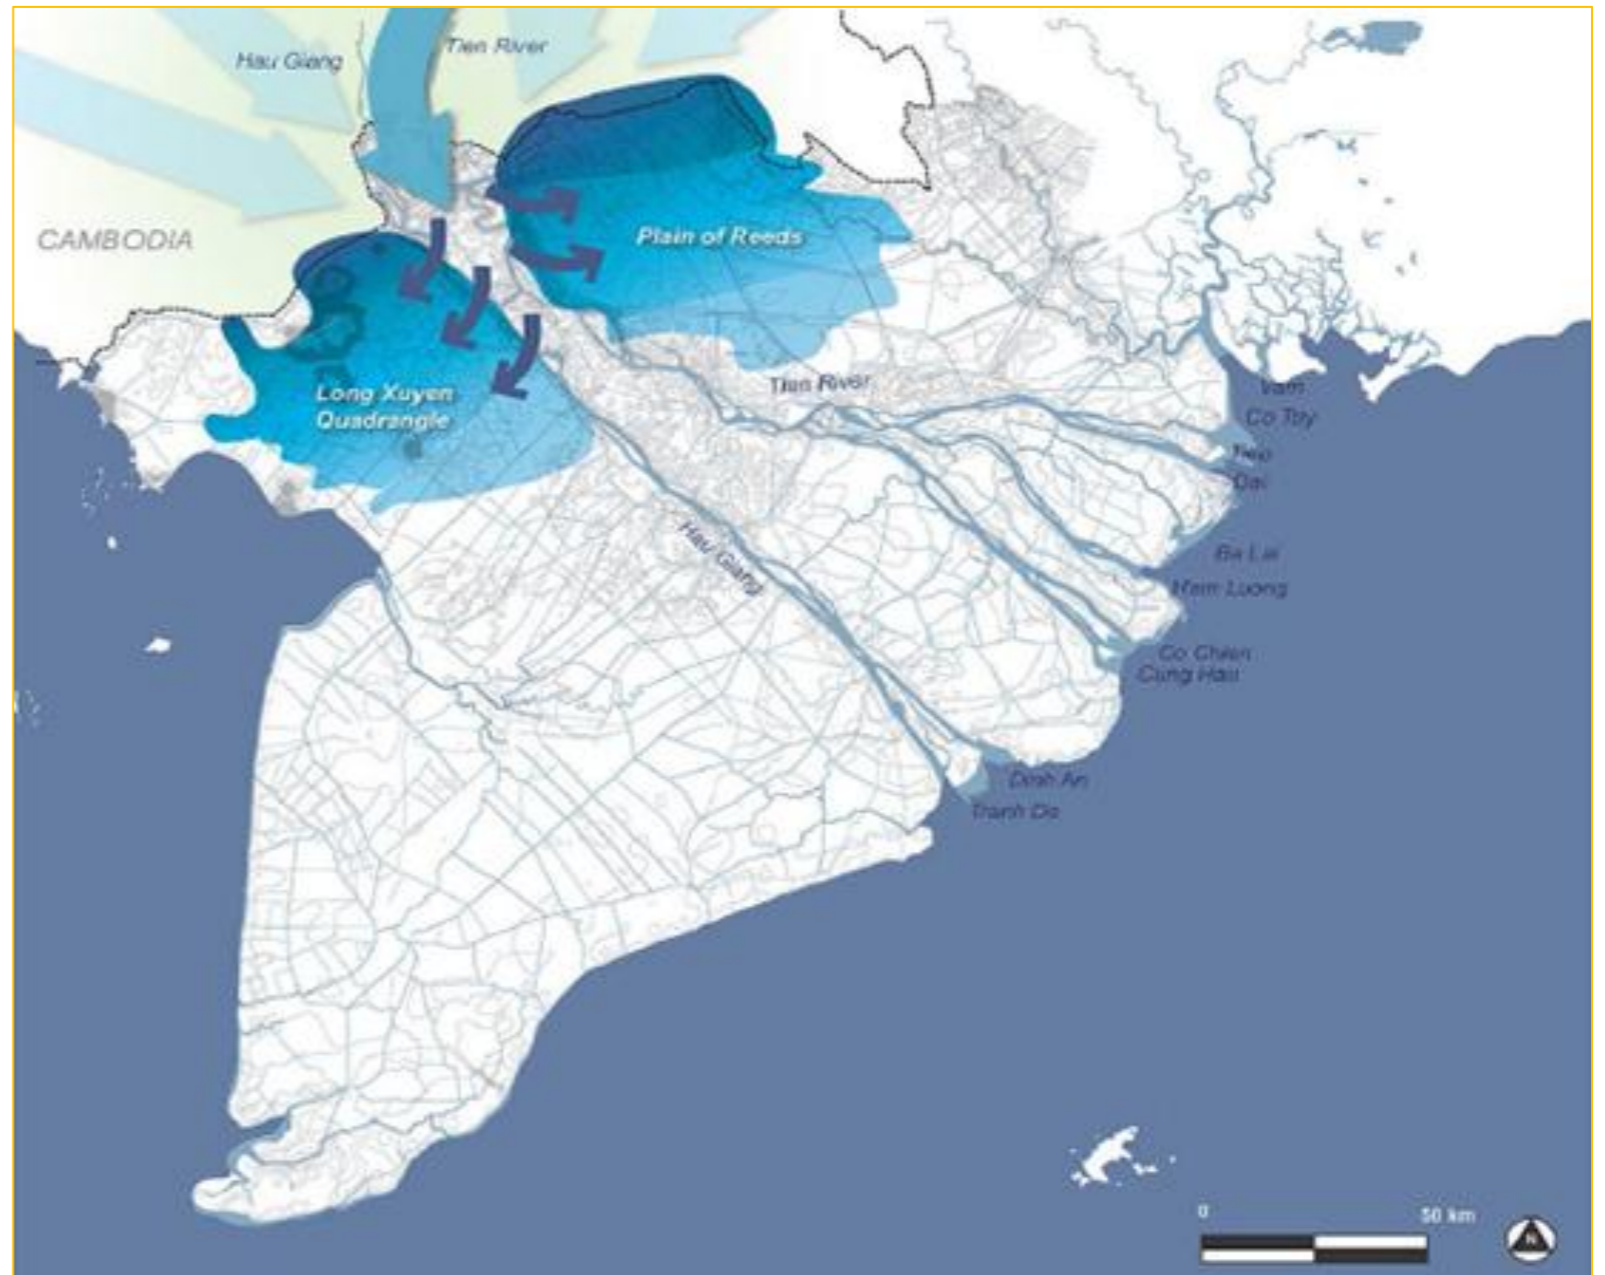 Hau Giang
Tien River
CAMBODIA
Plain of Reeds
Long Xuyen
Quadrangle
Tien River
Hau Giang
Vam
Co Tay
Tieu
Dai
Ba Lai
Ham Luong
Co Chien
Cung Hau
Dinh An
Tranh De
0
50 km
N